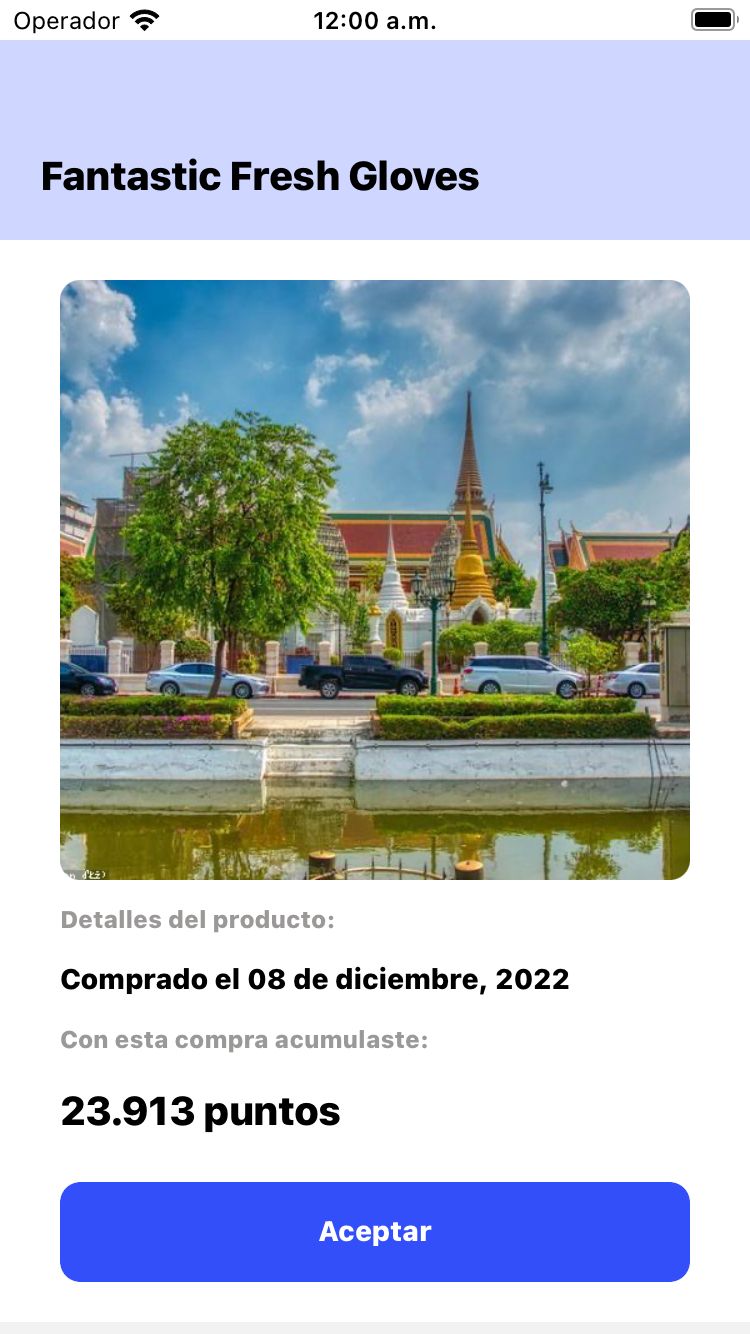 Operador 12:00 a.m.
Fantastic Fresh Gloves
Detalles del producto:
Comprado el 08 de diciembre, 2022
Con esta compra acumulaste:
23.913 puntos
Aceptar